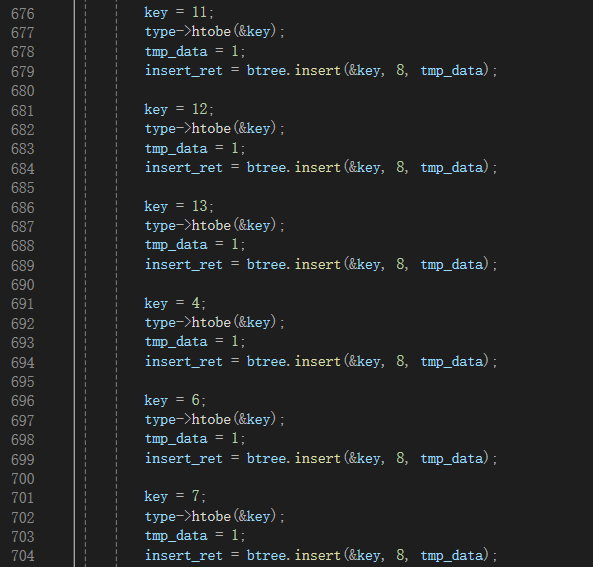 676 key = 11;
677 type->htobe(&key);
678 tmp_data = 1;
679 insert_ret = btree.insert(&key, 8, tmp_data);
680
681 key = 12;
682 type->htobe(&key);
683 tmp_data = 1;
684 insert_ret = btree.insert(&key, 8, tmp_data);
685
686 key = 13;
687 type->htobe(&key);
688 tmp_data = 1;
689 insert_ret = btree.insert(&key, 8, tmp_data);
690
691 key = 4;
692 type->htobe(&key);
693 tmp_data = 1;
694 insert_ret = btree.insert(&key, 8, tmp_data);
695
696 key = 6;
697 type->htobe(&key);
698 tmp_data = 1;
699 insert_ret = btree.insert(&key, 8, tmp_data);
700
701 key = 7;
702 type->htobe(&key);
703 tmp_data = 1;
704 insert_ret = btree.insert(&key, 8, tmp_data);